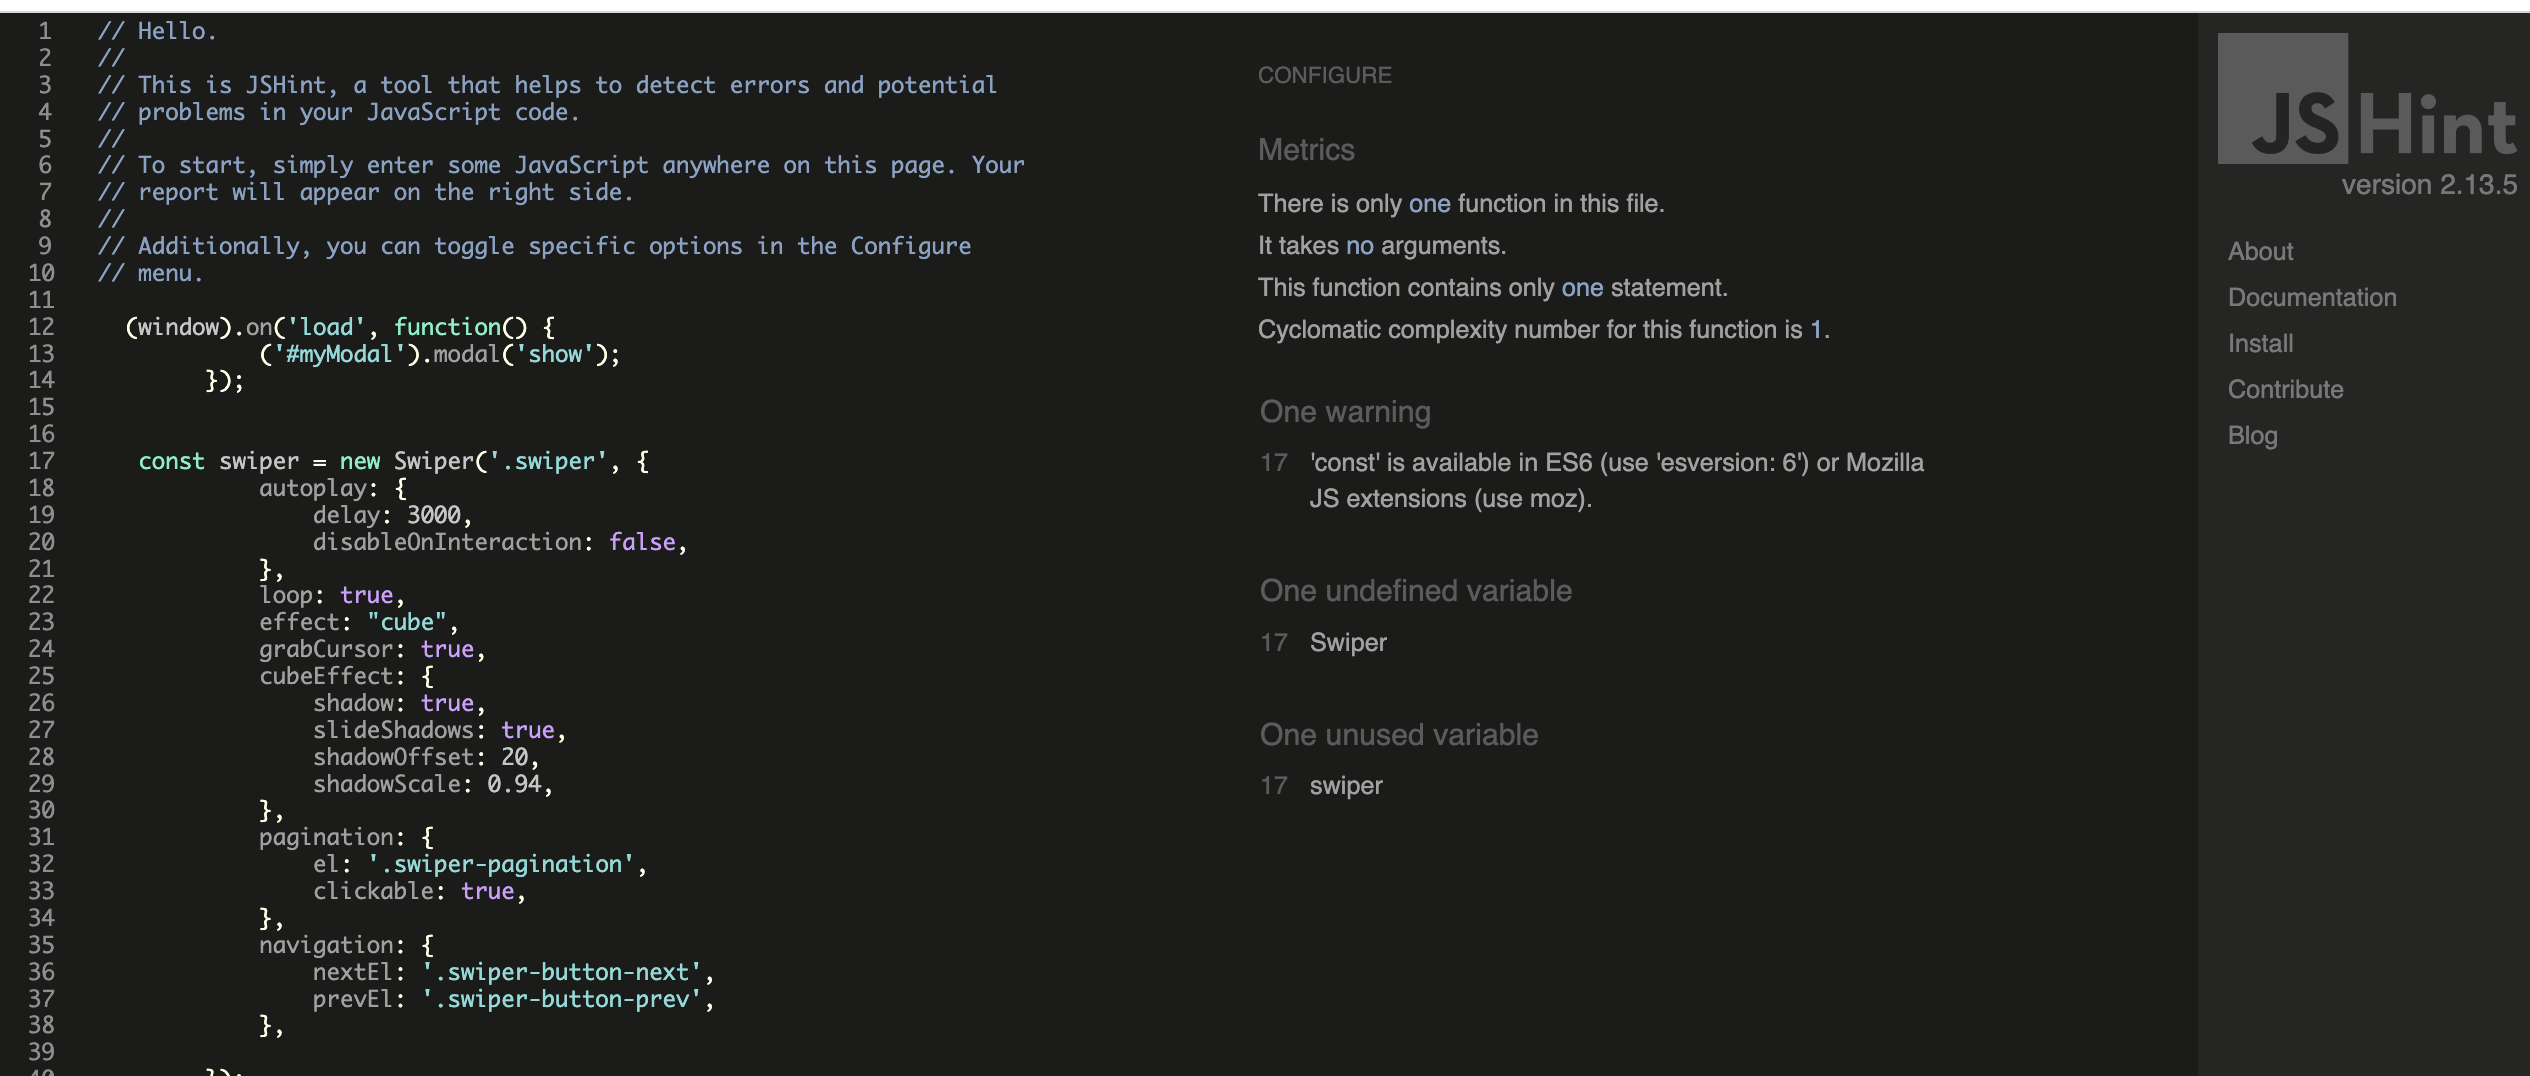 1 // Hello.
2 //
3 // This is JSHint, a tool that helps to detect errors and potential
4 // problems in your JavaScript code.
5 //
6 // To start, simply enter some JavaScript anywhere on this page. Your
7 // report will appear on the right side.
8 //
9 // Additionally, you can toggle specific options in the Configure
10 // menu.
11
12 (window).on('load', function() {
13 ('#myModal').modal('show');
14 });
15
16
17 const swiper = new Swiper('.swiper', {
18 autoplay: {
19 delay: 3000,
20 disableOnInteraction: false,
21 },
22 loop: true,
23 effect: "cube",
24 grabCursor: true,
25 cubeEffect: {
26 shadow: true,
27 slideShadows: true,
28 shadowOffset: 20,
29 shadowScale: 0.94,
30 },
31 pagination: {
32 el: '.swiper-pagination',
33 clickable: true,
34 },
35 navigation: {
36 nextEl: '.swiper-button-next',
37 prevEl: '.swiper-button-prev',
38 },
39
40 });
CONFIGURE
Metrics
There is only one function in this file.
It takes no arguments.
This function contains only one statement.
Cyclomatic complexity number for this function is 1.
One warning
17 'const' is available in ES6 (use 'esversion: 6') or Mozilla
JS extensions (use moz).
One undefined variable
17 Swiper
One unused variable
17 swiper
JSHint
version 2.13.5
About
Documentation
Install
Contribute
Blog